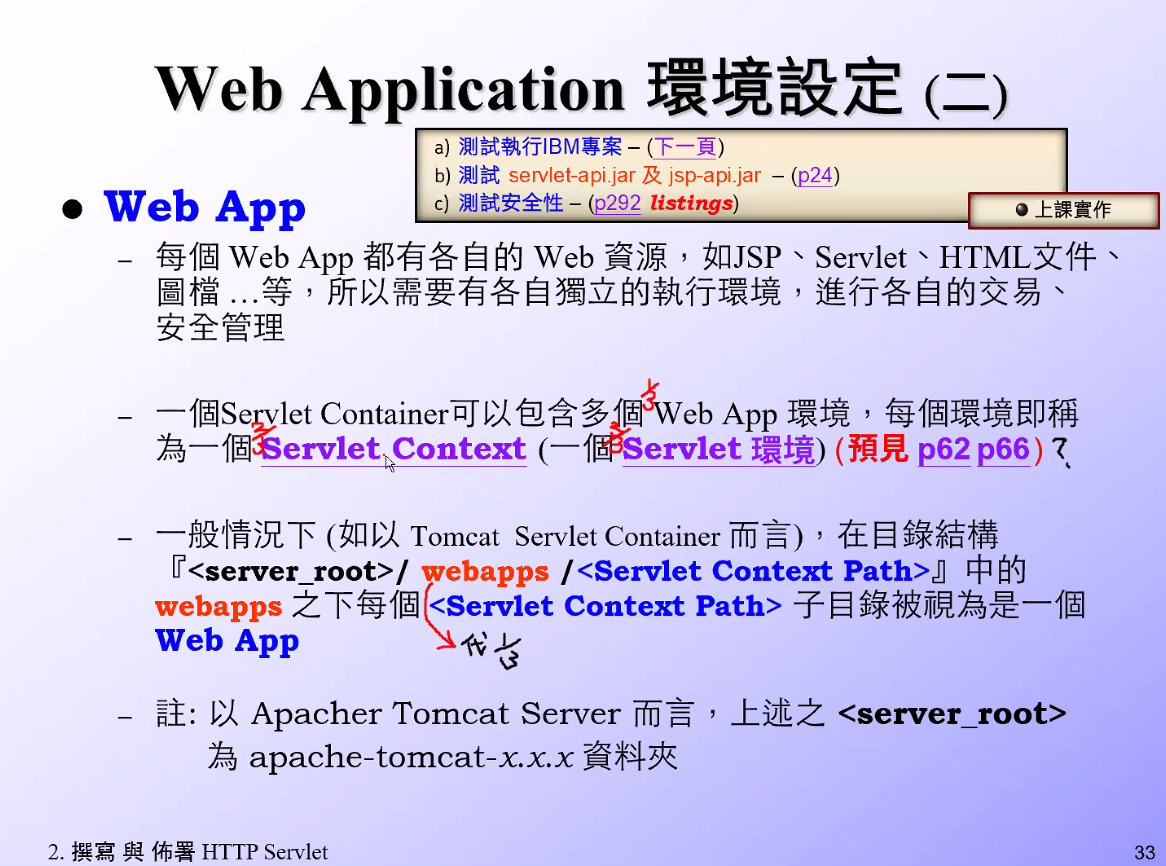 Web Application 環境設定 (二)
a) 測試執行IBM專案 – (下一頁)
b) 測試 servlet-api.jar 及 jsp-api.jar – (p24)
c) 測試安全性 – (p292 listings)
上課實作
● Web App
– 每個 Web App 都有各自的 Web 資源，如JSP、Servlet、HTML文件、
圖檔 …等，所以需要有各自獨立的執行環境，進行各自的交易、
安全管理
– 一個Servlet Container可以包含多個 Web App 環境，每個環境即稱
為一個 Servlet Context (一個 Servlet 環境) (預見 p62 p66)
– 一般情況下 (如以 Tomcat Servlet Container 而言)，在目錄結構
『<server_root>/ webapps /<Servlet Context Path>』中的
webapps 之下每個 <Servlet Context Path> 子目錄被視為是一個
Web App
– 註: 以 Apacher Tomcat Server 而言，上述之 <server_root>
為 apache-tomcat-x.x.x 資料夾
2. 撰寫 與 佈署 HTTP Servlet
33